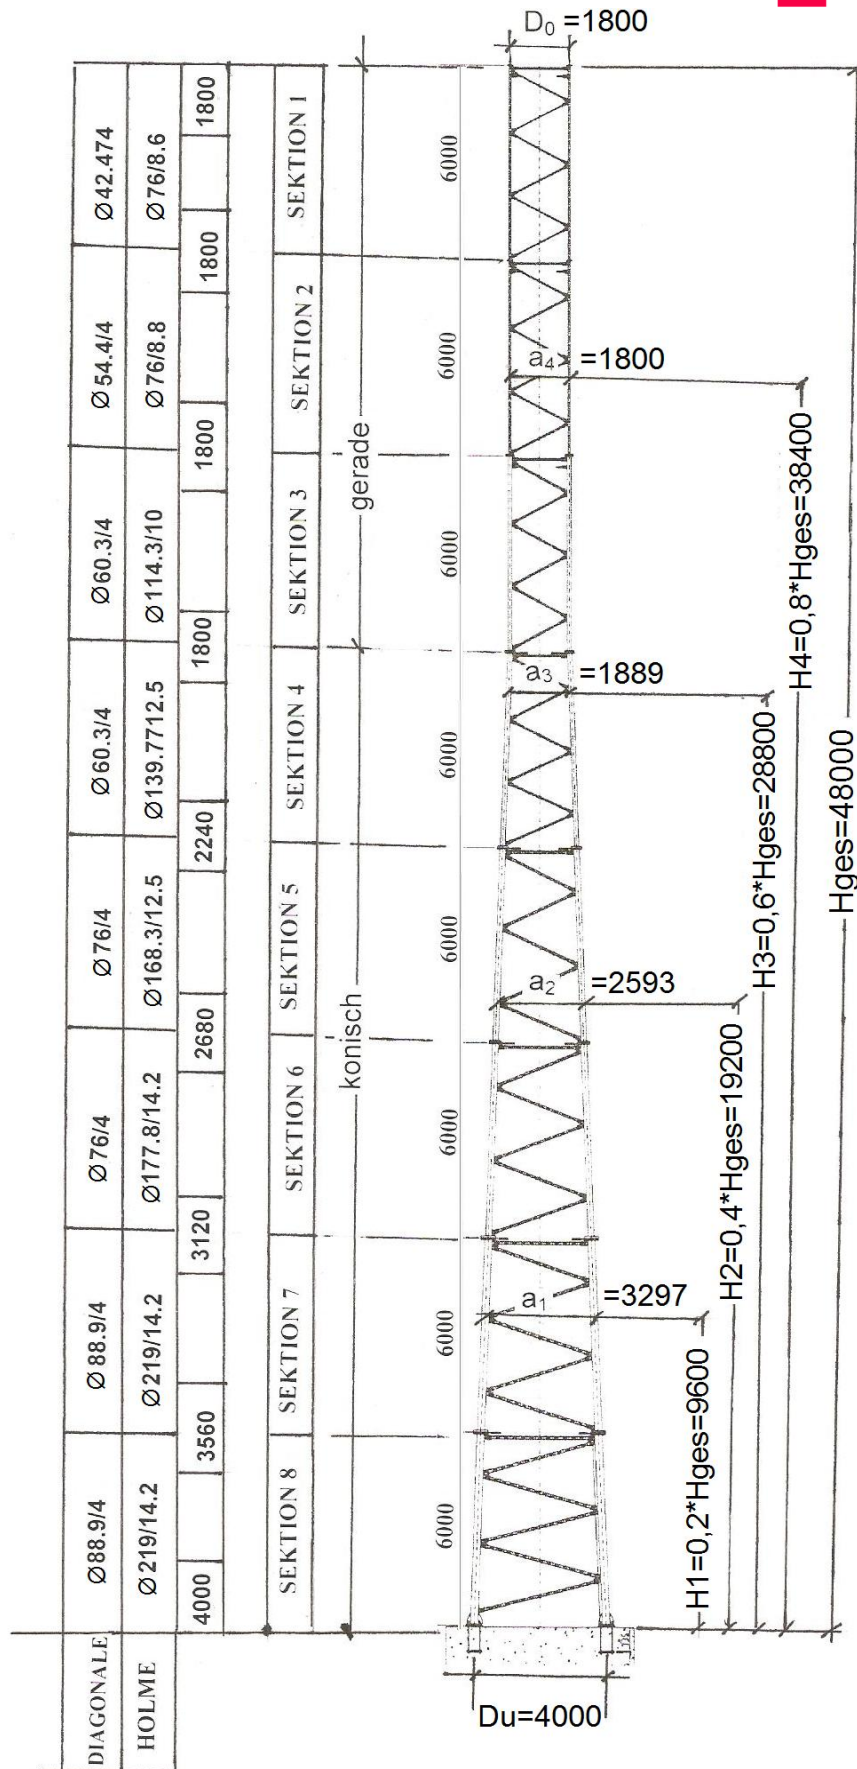 D₀ =1800
Ø42.474
Ø76/8.6
1800
SEKTION 1
6000
Ø54.4/4
Ø76/8.8
1800
SEKTION 2
6000
a₄ =1800
Ø60.3/4
Ø114.3/10
1800
SEKTION 3
gerade
6000
Ø60.3/4
Ø139.7712.5
1800
SEKTION 4
6000
a₃ =1889
Ø76/4
Ø168.3/12.5
2240
SEKTION 5
6000
a₂ =2593
Ø76/4
Ø177.8/14.2
2680
SEKTION 6
konisch
6000
Ø88.9/4
Ø219/14.2
3120
SEKTION 7
6000
a₁ =3297
Ø88.9/4
Ø219/14.2
3560
4000
SEKTION 8
6000
H1=0,2*Hges=9600
H2=0,4*Hges=19200
H3=0,6*Hges=28800
H4=0,8*Hges=38400
Hges=48000
DIAGONALE
HOLME
Du=4000